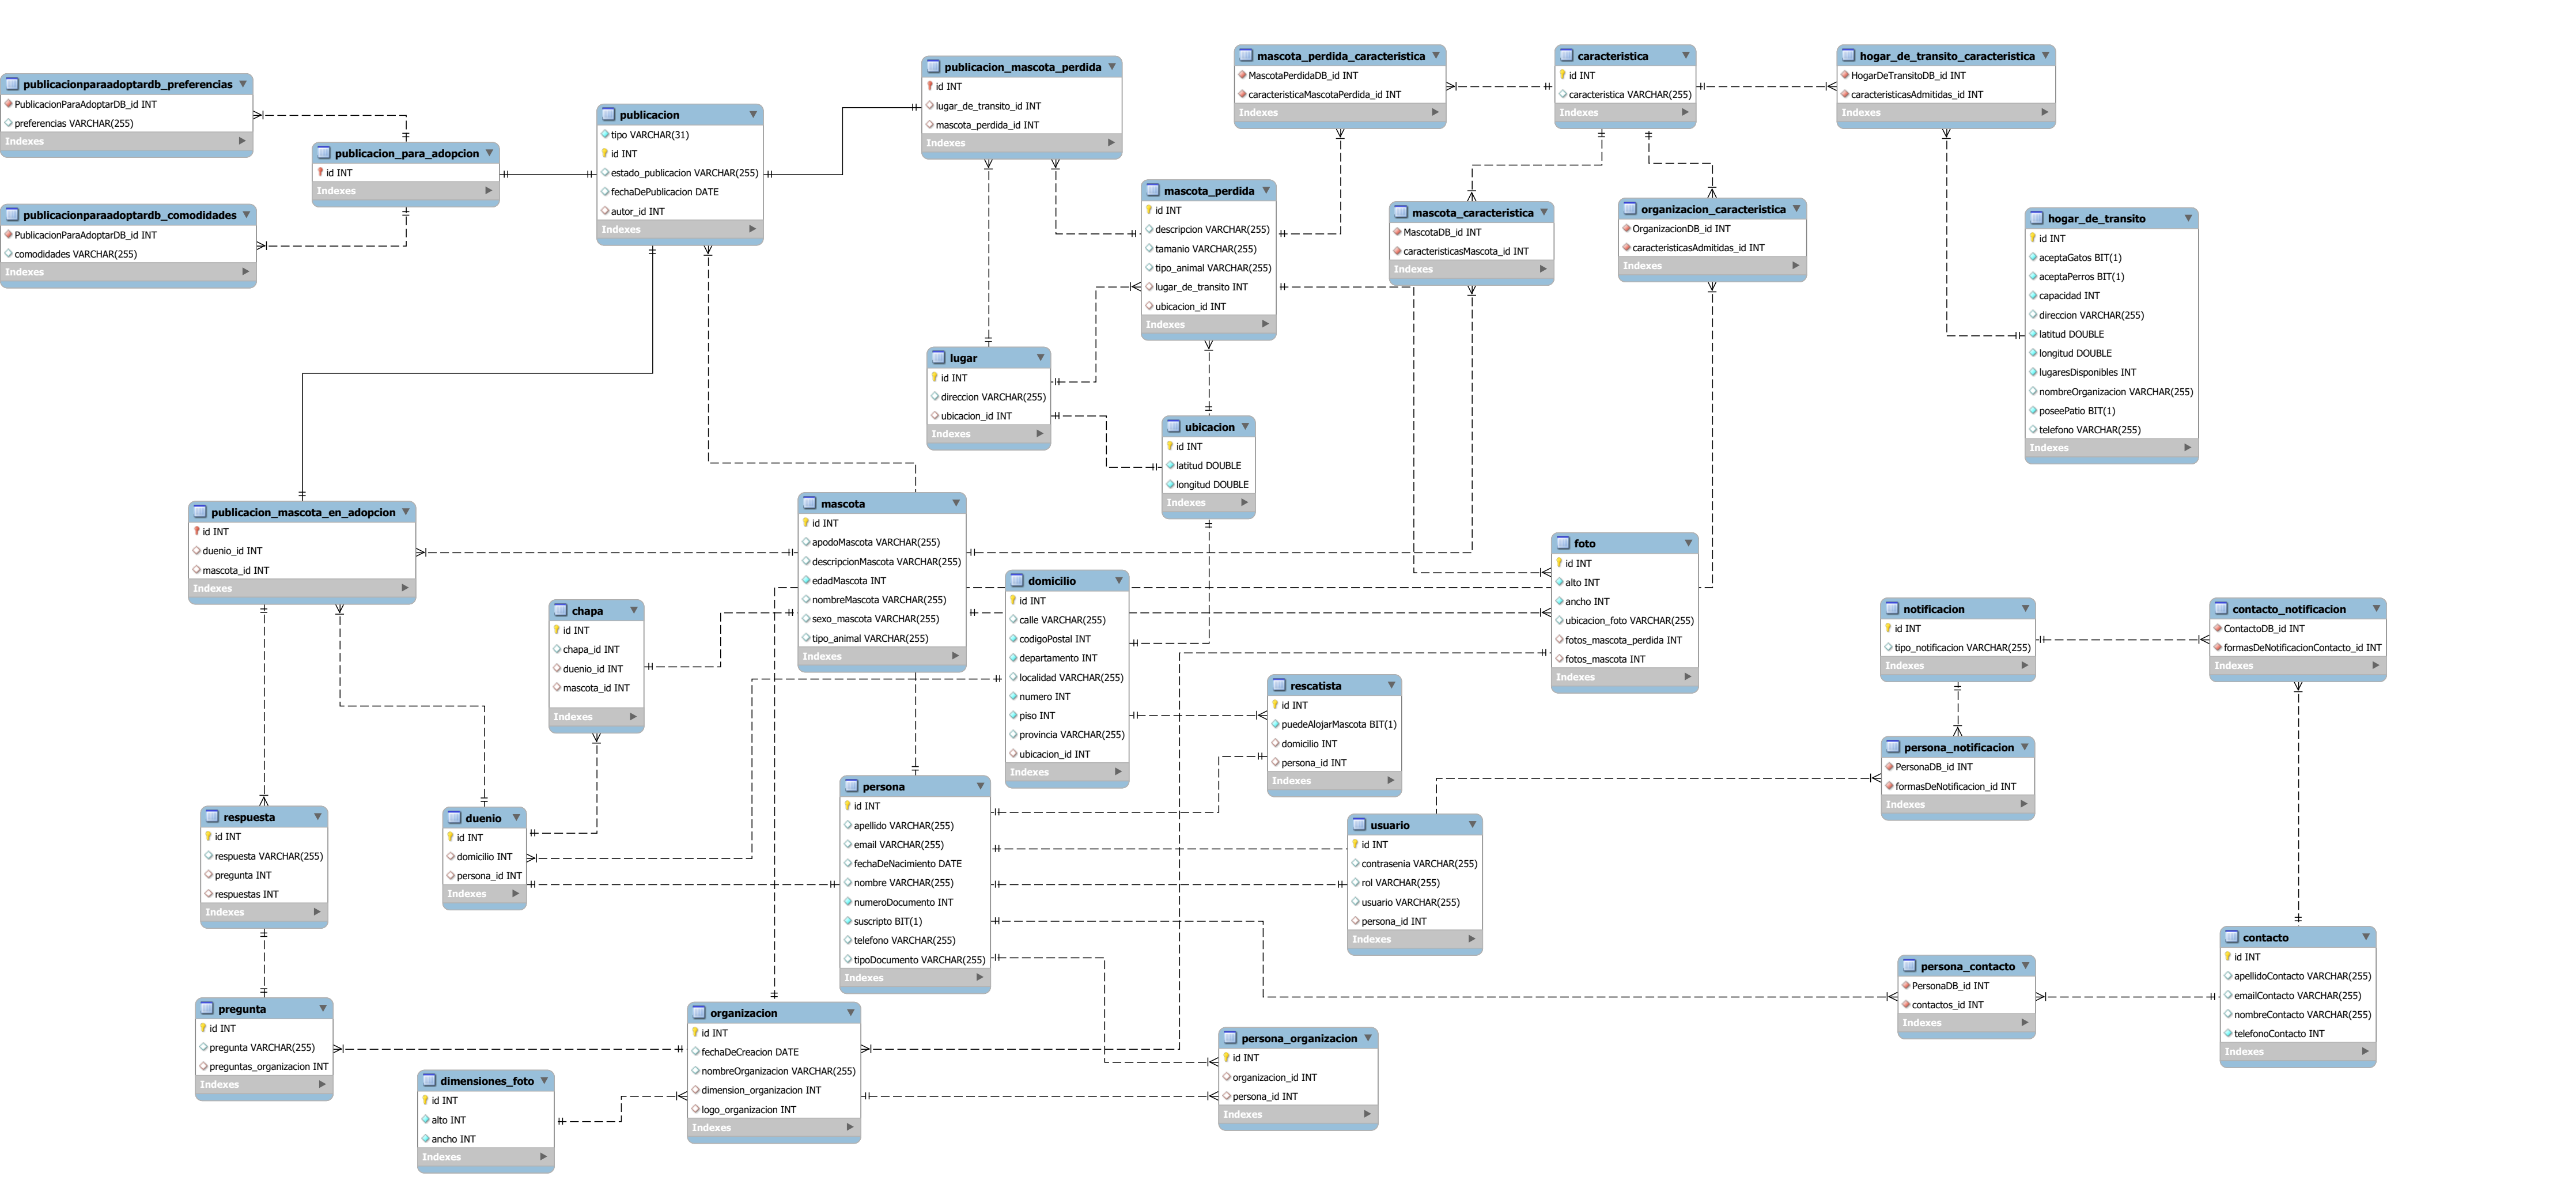 publicacionparaadoptardb_preferencias
PublicacionParaAdoptarDB_id INT
preferencias VARCHAR(255)
Indexes
publicacionparaadoptardb_comodidades
PublicacionParaAdoptarDB_id INT
comodidades VARCHAR(255)
Indexes
publicacion_para_adopcion
id INT
Indexes
publicacion
tipo VARCHAR(31)
id INT
estado_publicacion VARCHAR(255)
fechaDePublicacion DATE
autor_id INT
Indexes
publicacion_mascota_perdida
id INT
lugar_de_transito_id INT
mascota_perdida_id INT
Indexes
mascota_perdida_caracteristica
MascotaPerdidaDB_id INT
caracteristicaMascotaPerdida_id INT
Indexes
caracteristica
id INT
caracteristica VARCHAR(255)
Indexes
hogar_de_transito_caracteristica
HogarDeTransitoDB_id INT
caracteristicasAdmitidas_id INT
Indexes
mascota_perdida
id INT
descripcion VARCHAR(255)
tamanio VARCHAR(255)
tipo_animal VARCHAR(255)
lugar_de_transito INT
ubicacion_id INT
Indexes
mascota_caracteristica
MascotaDB_id INT
caracteristicasMascota_id INT
Indexes
organizacion_caracteristica
OrganizacionDB_id INT
caracteristicasAdmitidas_id INT
Indexes
hogar_de_transito
id INT
aceptaGatos BIT(1)
aceptaPerros BIT(1)
capacidad INT
direccion VARCHAR(255)
latitud DOUBLE
longitud DOUBLE
lugaresDisponibles INT
nombreOrganizacion VARCHAR(255)
poseePatio BIT(1)
telefono VARCHAR(255)
Indexes
lugar
id INT
direccion VARCHAR(255)
ubicacion_id INT
Indexes
ubicacion
id INT
latitud DOUBLE
longitud DOUBLE
Indexes
publicacion_mascota_en_adopcion
id INT
duenio_id INT
mascota_id INT
Indexes
mascota
id INT
apodoMascota VARCHAR(255)
descripcionMascota VARCHAR(255)
edadMascota INT
nombreMascota VARCHAR(255)
sexo_mascota VARCHAR(255)
tipo_animal VARCHAR(255)
Indexes
chapa
id INT
chapa_id INT
duenio_id INT
mascota_id INT
Indexes
domicilio
id INT
calle VARCHAR(255)
codigoPostal INT
departamento INT
localidad VARCHAR(255)
numero INT
piso INT
provincia VARCHAR(255)
ubicacion_id INT
Indexes
foto
id INT
alto INT
ancho INT
ubicacion_foto VARCHAR(255)
fotos_mascota_perdida INT
fotos_mascota INT
Indexes
notificacion
id INT
tipo_notificacion VARCHAR(255)
Indexes
contacto_notificacion
ContactoDB_id INT
formasDeNotificacionContacto_id INT
Indexes
rescatista
id INT
puedeAlojarMascota BIT(1)
domicilio INT
persona_id INT
Indexes
persona_notificacion
PersonaDB_id INT
formasDeNotificacion_id INT
Indexes
respuesta
id INT
respuesta VARCHAR(255)
pregunta INT
respuestas INT
Indexes
duenio
id INT
domicilio INT
persona_id INT
Indexes
persona
id INT
apellido VARCHAR(255)
email VARCHAR(255)
fechaDeNacimiento DATE
nombre VARCHAR(255)
numeroDocumento INT
suscripto BIT(1)
telefono VARCHAR(255)
tipoDocumento VARCHAR(255)
Indexes
usuario
id INT
contrasenia VARCHAR(255)
rol VARCHAR(255)
usuario VARCHAR(255)
persona_id INT
Indexes
persona_contacto
PersonaDB_id INT
contactos_id INT
Indexes
contacto
id INT
apellidoContacto VARCHAR(255)
emailContacto VARCHAR(255)
nombreContacto VARCHAR(255)
telefonoContacto INT
Indexes
pregunta
id INT
pregunta VARCHAR(255)
preguntas_organizacion INT
Indexes
organizacion
id INT
fechaDeCreacion DATE
nombreOrganizacion VARCHAR(255)
dimension_organizacion INT
logo_organizacion INT
Indexes
persona_organizacion
id INT
organizacion_id INT
persona_id INT
Indexes
dimensiones_foto
id INT
alto INT
ancho INT
Indexes